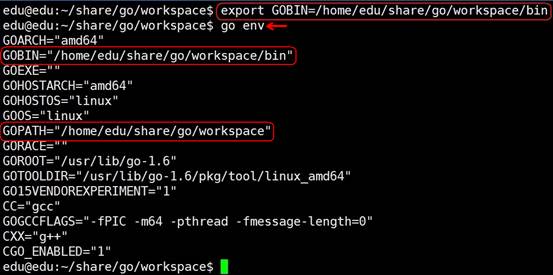 edu@edu:~/share/go/workspace$ export GOBIN=/home/edu/share/go/workspace/bin
edu@edu:~/share/go/workspace$ go env
GOARCH="amd64"
GOBIN="/home/edu/share/go/workspace/bin"
GOEXE=""
GOHOSTARCH="amd64"
GOHOSTOS="linux"
GOOS="linux"
GOPATH="/home/edu/share/go/workspace"
GORACE=""
GOROOT="/usr/lib/go-1.6"
GOTOOLDIR="/usr/lib/go-1.6/pkg/tool/linux_amd64"
GO15VENDOREXPERIMENT="1"
CC="gcc"
GOGCCFLAGS="-fPIC -m64 -pthread -fmessage-length=0"
CXX="g++"
CGO_ENABLED="1"
edu@edu:~/share/go/workspace$